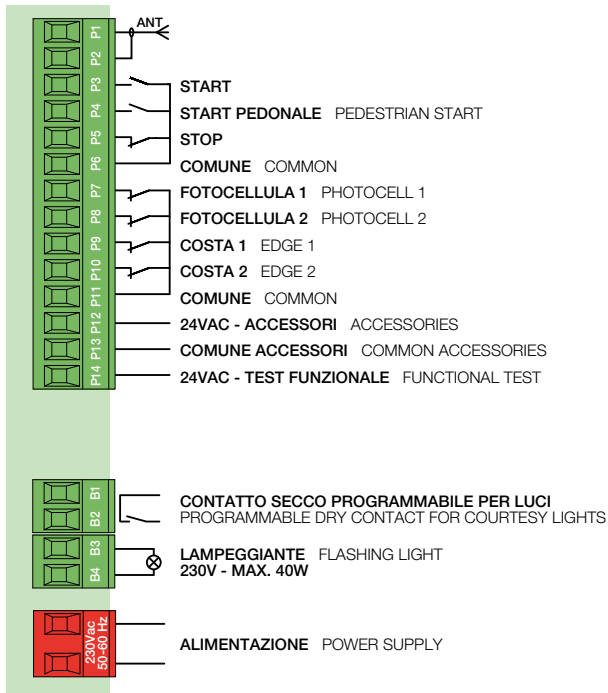 P1 ANT
P2
P3 START
P4 START PEDONALE PEDESTRIAN START
P5 STOP
P6 COMUNE COMMON
P7 FOTOCELLULA 1 PHOTOCELL 1
P8 FOTOCELLULA 2 PHOTOCELL 2
P9 COSTA 1 EDGE 1
P10 COSTA 2 EDGE 2
P11 COMUNE COMMON
P12 24VAC - ACCESSORI ACCESSORIES
P13 COMUNE ACCESSORI COMMON ACCESSORIES
P14 24VAC - TEST FUNZIONALE FUNCTIONAL TEST
B1 CONTATTO SECCO PROGRAMMABILE PER LUCI
B2 PROGRAMMABLE DRY CONTACT FOR COURTESY LIGHTS
B3 LAMPEGGIANTE FLASHING LIGHT
B4 230V - MAX. 40W
230Vac
50-60 Hz
ALIMENTAZIONE POWER SUPPLY